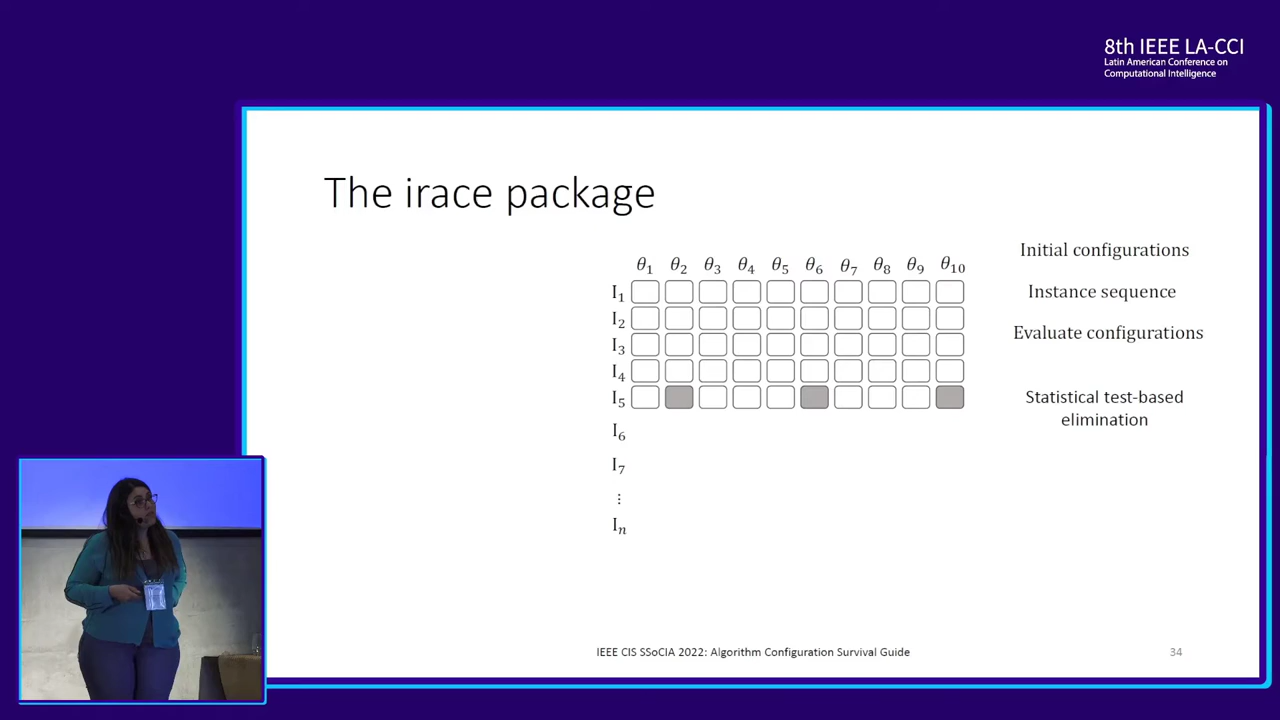 8th IEEE LA-CCI
Latin American Conference on
Computational Intelligence
The irace package
θ1 θ2 θ3 θ4 θ5 θ6 θ7 θ8 θ9 θ10
I1
I2
I3
I4
I5
I6
I7
⋮
In
Initial configurations
Instance sequence
Evaluate configurations
Statistical test-based
elimination
IEEE CIS SSoCIA 2022: Algorithm Configuration Survival Guide
34